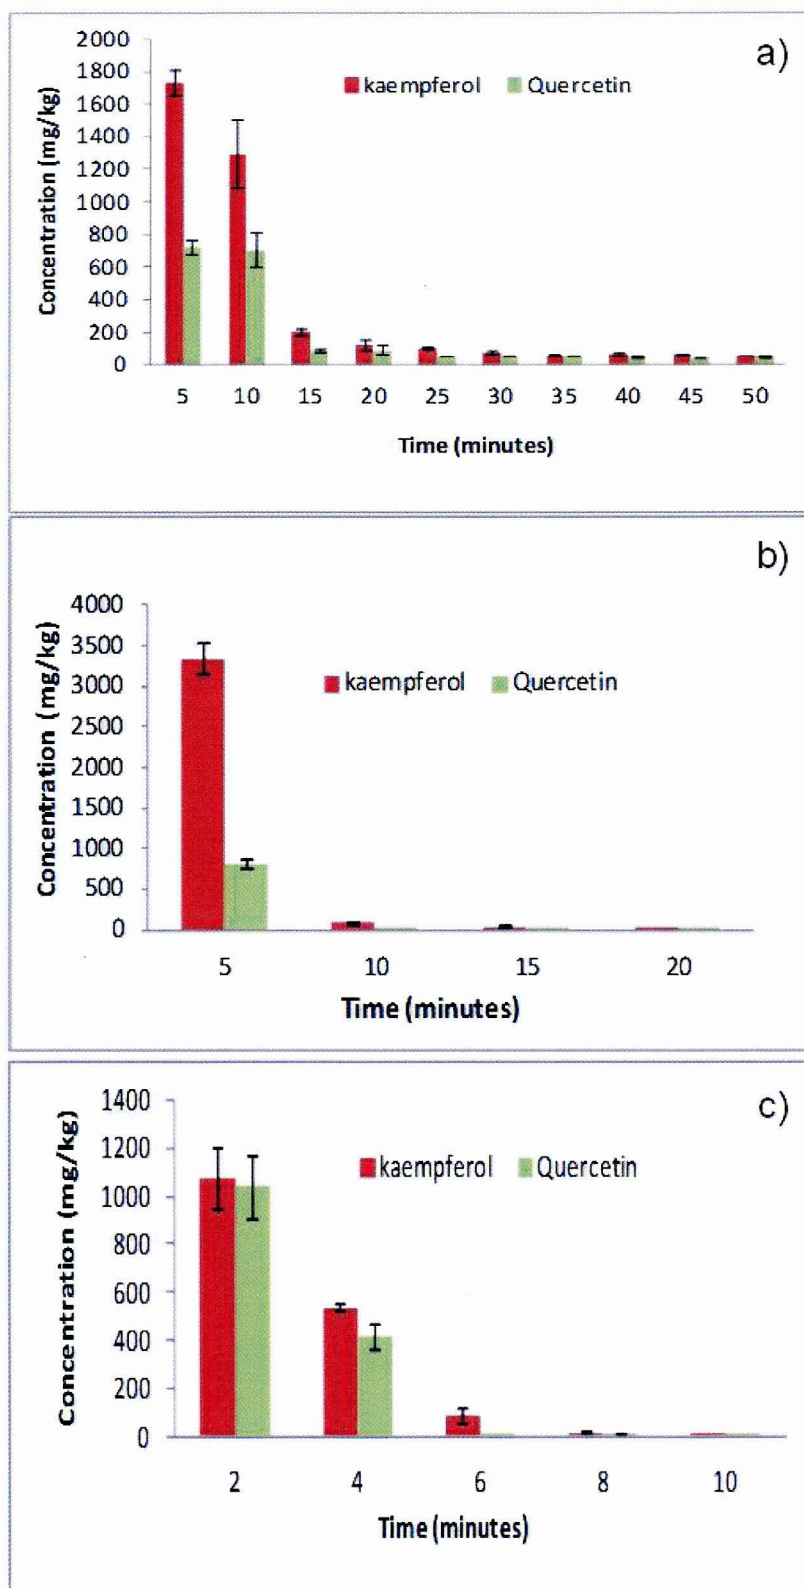 a)
2000
1800
1600
1400
1200
1000
800
600
400
200
0
Concentration (mg/kg)
kaempferol Quercetin
5 10 15 20 25 30 35 40 45 50
Time (minutes)
b)
4000
3500
3000
2500
2000
1500
1000
500
0
Concentration (mg/kg)
kaempferol Quercetin
5 10 15 20
Time (minutes)
c)
1400
1200
1000
800
600
400
200
0
Concentration (mg/kg)
kaempferol Quercetin
2 4 6 8 10
Time (minutes)